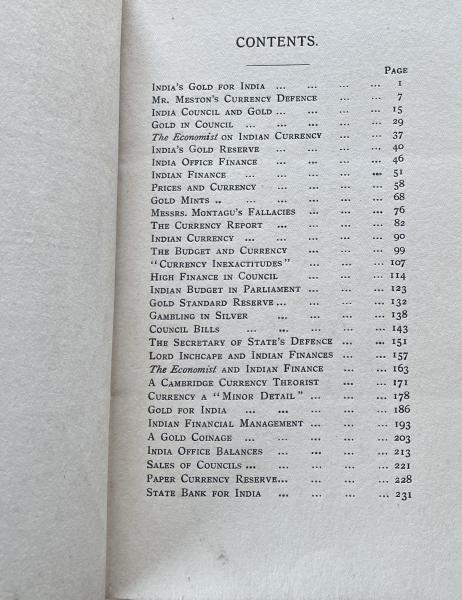 CONTENTS.
PAGE
INDIA'S GOLD FOR INDIA ... ... ... ... 1
MR. MESTON'S CURRENCY DEFENCE ... ... 7
INDIA COUNCIL AND GOLD ... ... ... ... 15
GOLD IN COUNCIL ... ... ... ... 29
The Economist ON INDIAN CURRENCY ... ... 37
INDIA'S GOLD RESERVE ... ... ... ... 40
INDIA OFFICE FINANCE ... ... ... ... 46
INDIAN FINANCE ... ... ... ... 51
PRICES AND CURRENCY ... ... ... ... 58
GOLD MINTS .. ... ... ... ... 68
MESSRS. MONTAGU'S FALLACIES ... ... ... 76
THE CURRENCY REPORT ... ... ... ... 82
INDIAN CURRENCY ... ... ... ... ... 90
THE BUDGET AND CURRENCY ... ... ... 99
"CURRENCY INEXACTITUDES" ... ... ... 107
HIGH FINANCE IN COUNCIL ... ... ... 114
INDIAN BUDGET IN PARLIAMENT ... ... ... 123
GOLD STANDARD RESERVE ... ... ... ... 132
GAMBLING IN SILVER ... ... ... ... 138
COUNCIL BILLS ... ... ... ... ... 143
THE SECRETARY OF STATE'S DEFENCE ... ... 151
LORD INCHCAPE AND INDIAN FINANCES ... ... 157
The Economist AND INDIAN FINANCE ... ... 163
A CAMBRIDGE CURRENCY THEORIST ... ... 171
CURRENCY A "MINOR DETAIL" ... ... ... 178
GOLD FOR INDIA ... ... ... ... ... 186
INDIAN FINANCIAL MANAGEMENT ... ... ... 193
A GOLD COINAGE ... ... ... ... 203
INDIA OFFICE BALANCES ... ... ... ... 213
SALES OF COUNCILS ... ... ... ... 221
PAPER CURRENCY RESERVE... ... ... ... 228
STATE BANK FOR INDIA ... ... ... ... 231